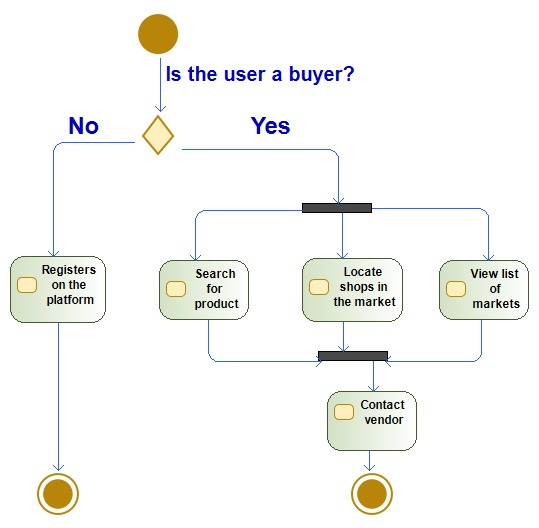 Is the user a buyer?
No
Yes
Registers
on the
platform
Search
for
product
Locate
shops in
the market
View list
of
markets
Contact
vendor